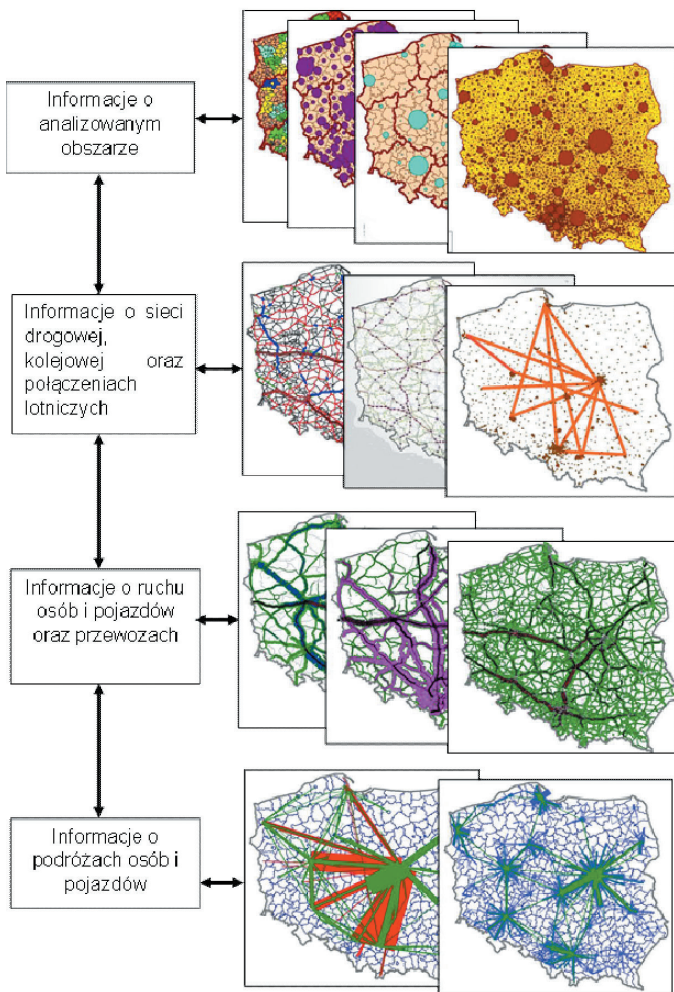 Informacje o
analizowanym
obszarze
Informacje o sieci
drogowej,
kolejowej oraz
połączeniach
lotniczych
Informacje o ruchu
osób i pojazdów
oraz przewozach
Informacje o
podróżach osób i
pojazdów